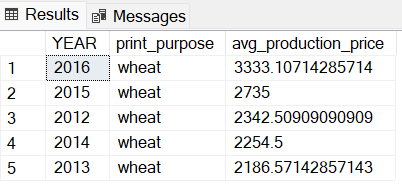 Results Messages
YEAR print_purpose avg_production_price
1 2016 wheat 3333.10714285714
2 2015 wheat 2735
3 2012 wheat 2342.50909090909
4 2014 wheat 2254.5
5 2013 wheat 2186.57142857143